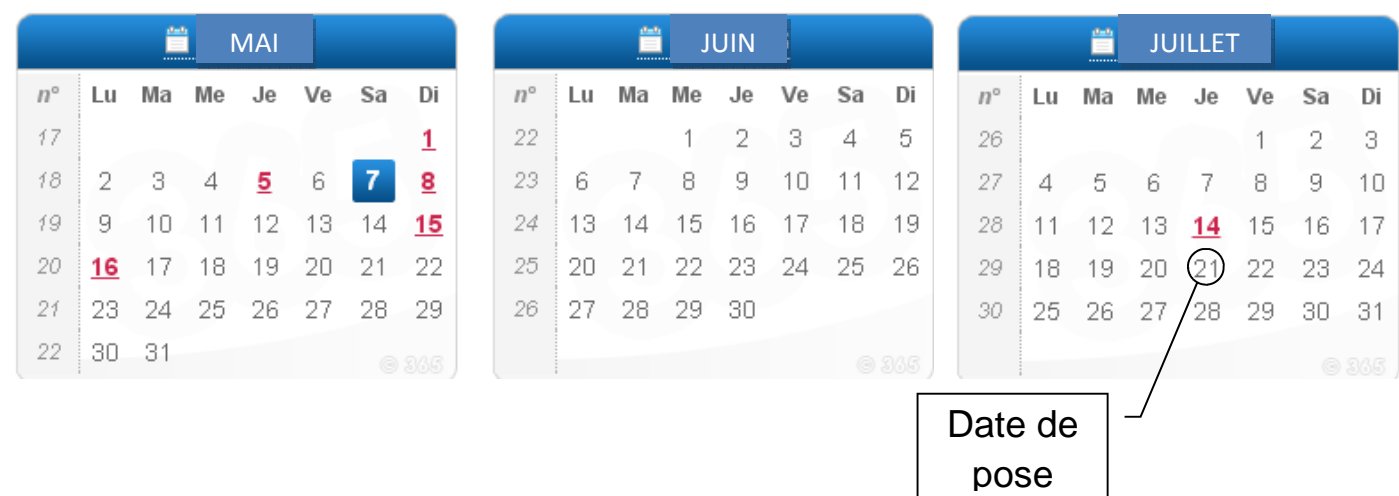 MAI
n° Lu Ma Me Je Ve Sa Di
17 1
18 2 3 4 5 6 7 8
19 9 10 11 12 13 14 15
20 16 17 18 19 20 21 22
21 23 24 25 26 27 28 29
22 30 31
© 365
JUIN
n° Lu Ma Me Je Ve Sa Di
22 1 2 3 4 5
23 6 7 8 9 10 11 12
24 13 14 15 16 17 18 19
25 20 21 22 23 24 25 26
26 27 28 29 30
© 365
JUILLET
n° Lu Ma Me Je Ve Sa Di
26 1 2 3
27 4 5 6 7 8 9 10
28 11 12 13 14 15 16 17
29 18 19 20 21 22 23 24
30 25 26 27 28 29 30 31
© 365
Date de
pose